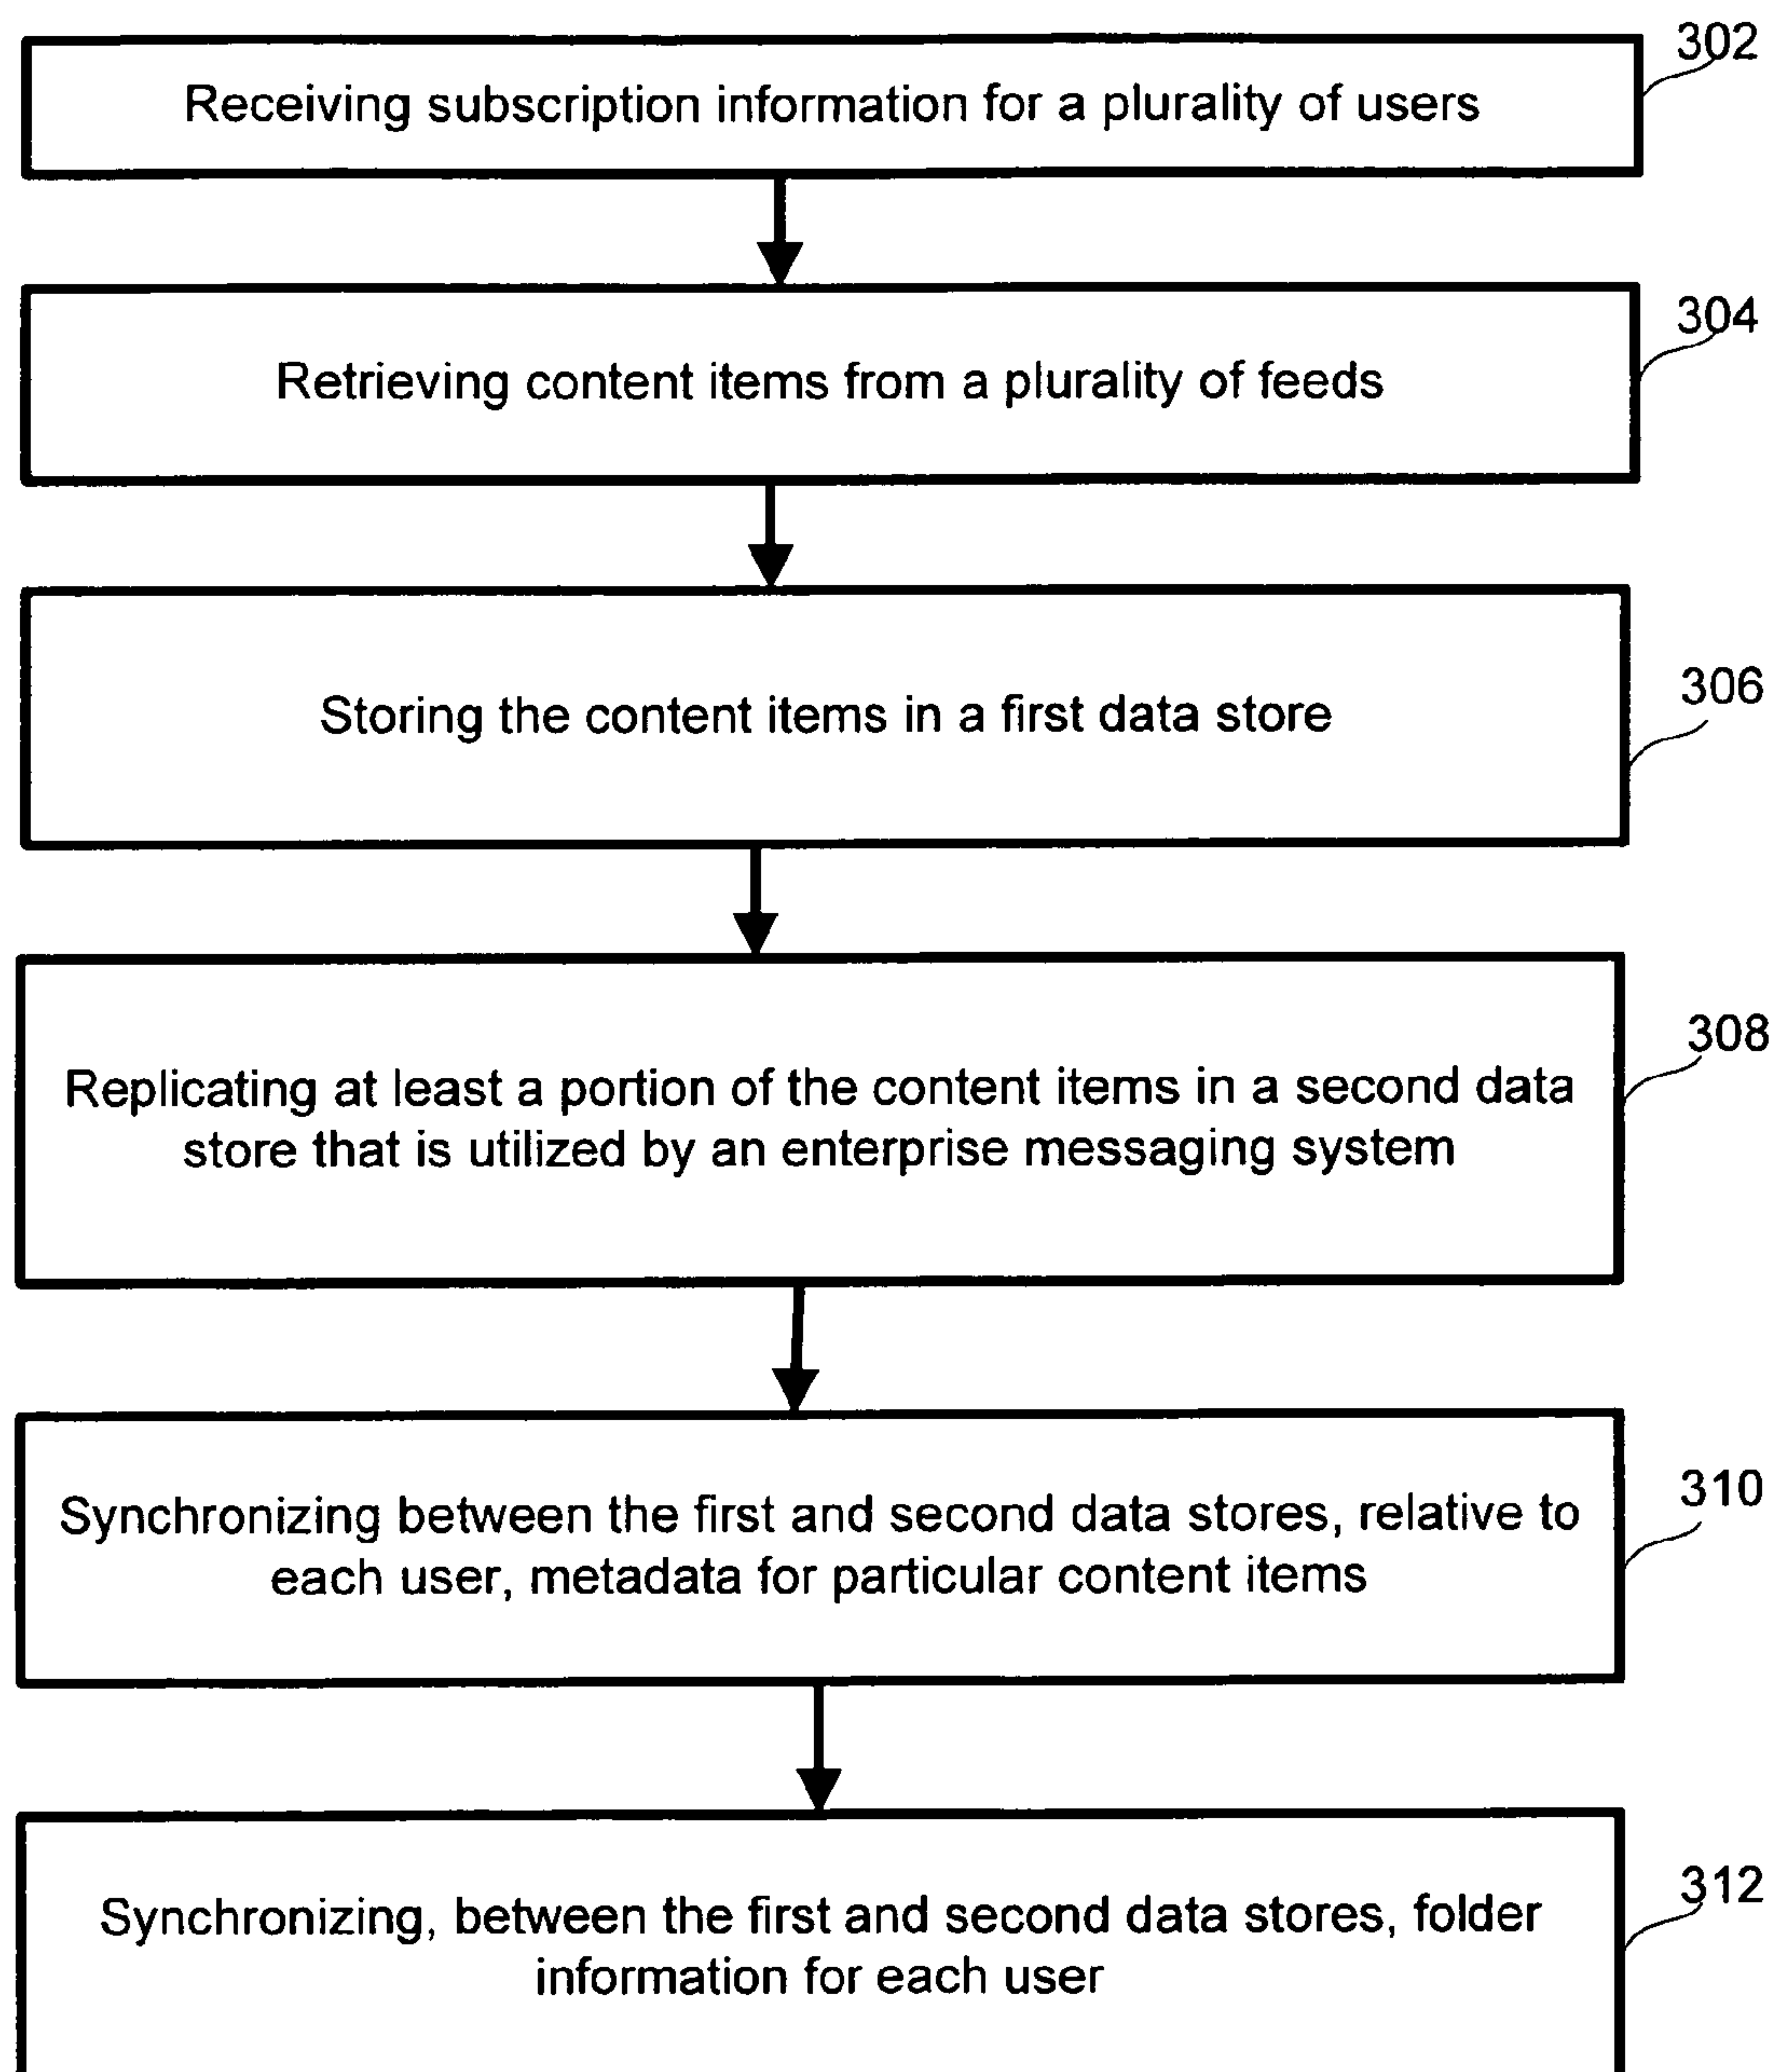 302
Receiving subscription information for a plurality of users
304
Retrieving content items from a plurality of feeds
306
Storing the content items in a first data store
308
Replicating at least a portion of the content items in a second data
store that is utilized by an enterprise messaging system
310
Synchronizing between the first and second data stores, relative to
each user, metadata for particular content items
312
Synchronizing, between the first and second data stores, folder
information for each user